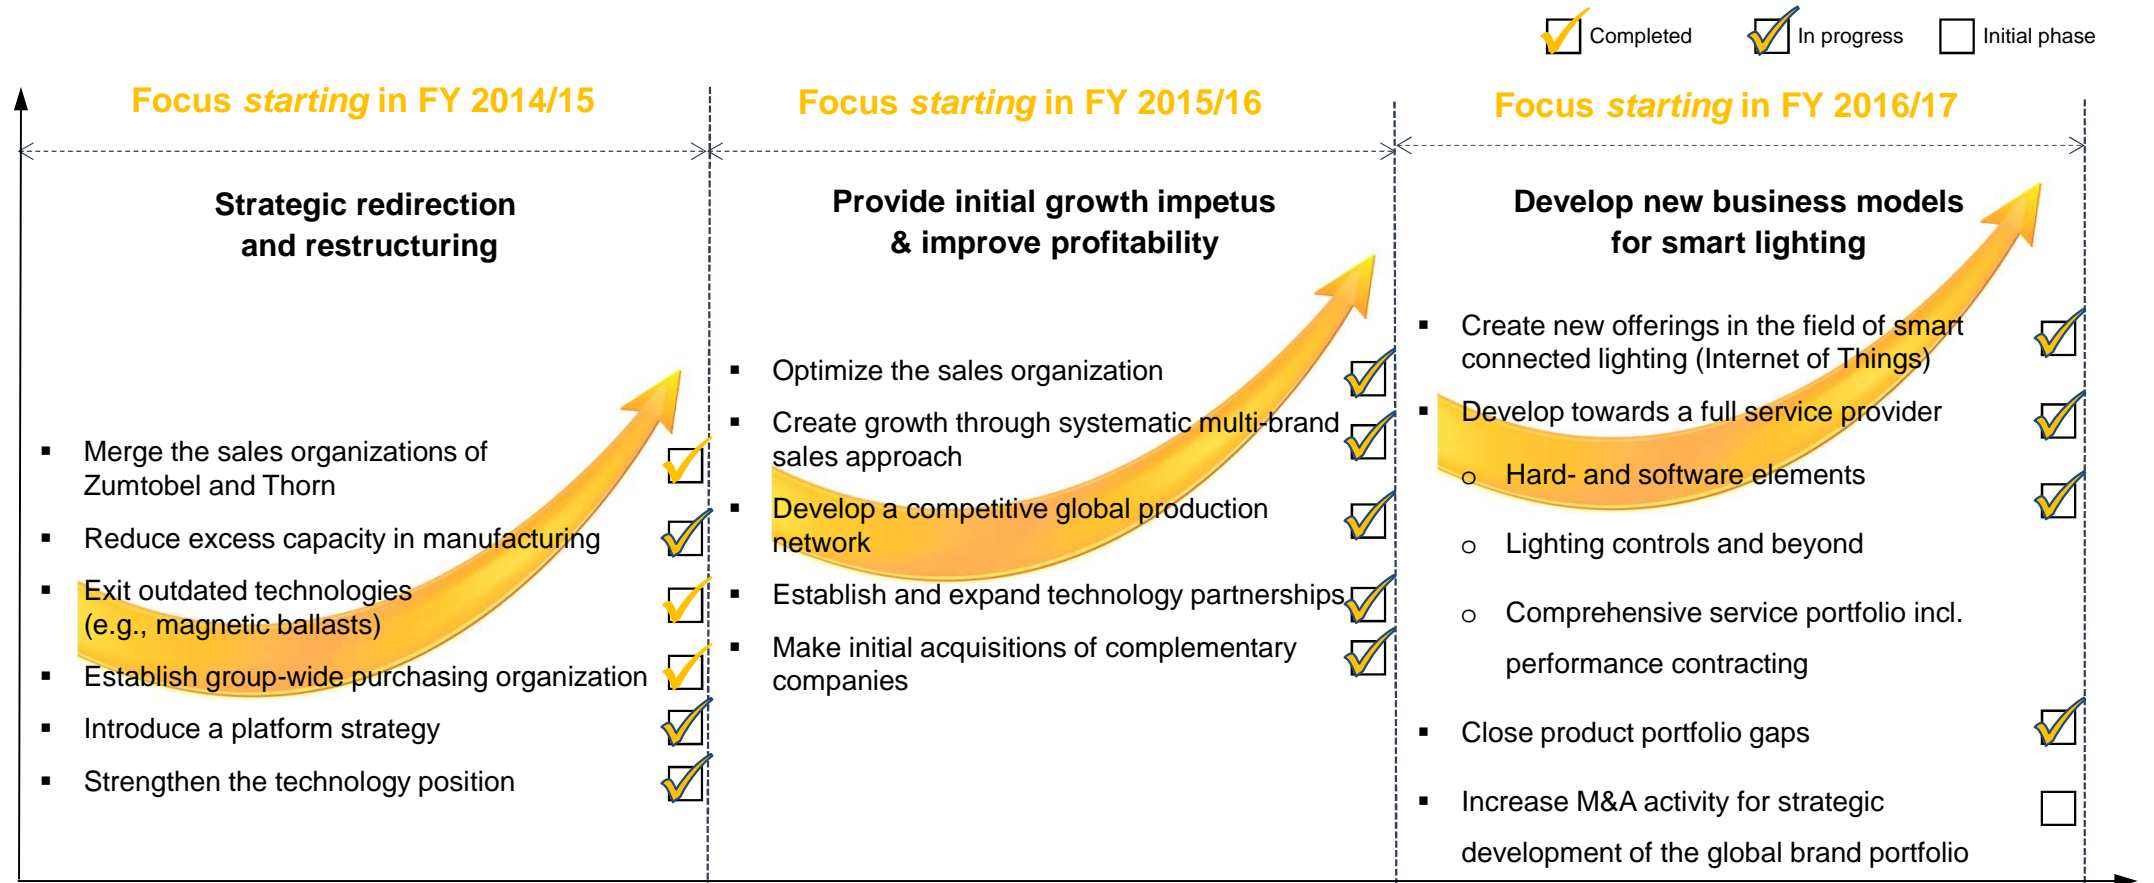 Completed
In progress
Initial phase
Focus starting in FY 2014/15
Focus starting in FY 2015/16
Focus starting in FY 2016/17
Strategic redirection
and restructuring
▪ Merge the sales organizations of
Zumtobel and Thorn
▪ Reduce excess capacity in manufacturing
▪ Exit outdated technologies
(e.g., magnetic ballasts)
▪ Establish group-wide purchasing organization
▪ Introduce a platform strategy
▪ Strengthen the technology position
Provide initial growth impetus
& improve profitability
▪ Optimize the sales organization
▪ Create growth through systematic multi-brand
sales approach
▪ Develop a competitive global production
network
▪ Establish and expand technology partnerships
▪ Make initial acquisitions of complementary
companies
Develop new business models
for smart lighting
▪ Create new offerings in the field of smart
connected lighting (Internet of Things)
▪ Develop towards a full service provider
o Hard- and software elements
o Lighting controls and beyond
o Comprehensive service portfolio incl.
performance contracting
▪ Close product portfolio gaps
▪ Increase M&A activity for strategic
development of the global brand portfolio